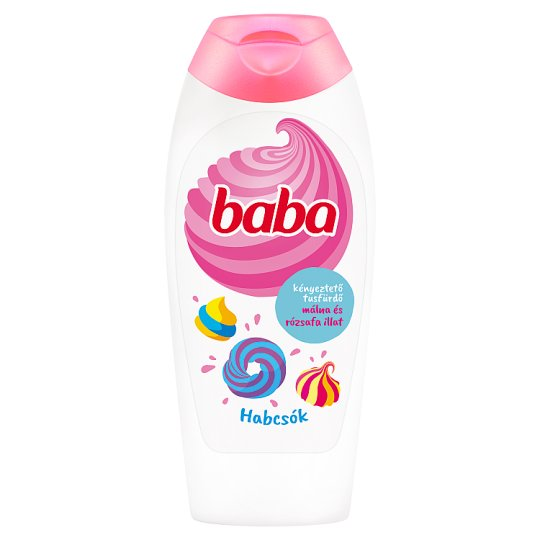 baba
kényeztető
tusfürdő
málna és
rózsafa illat
Habcsók